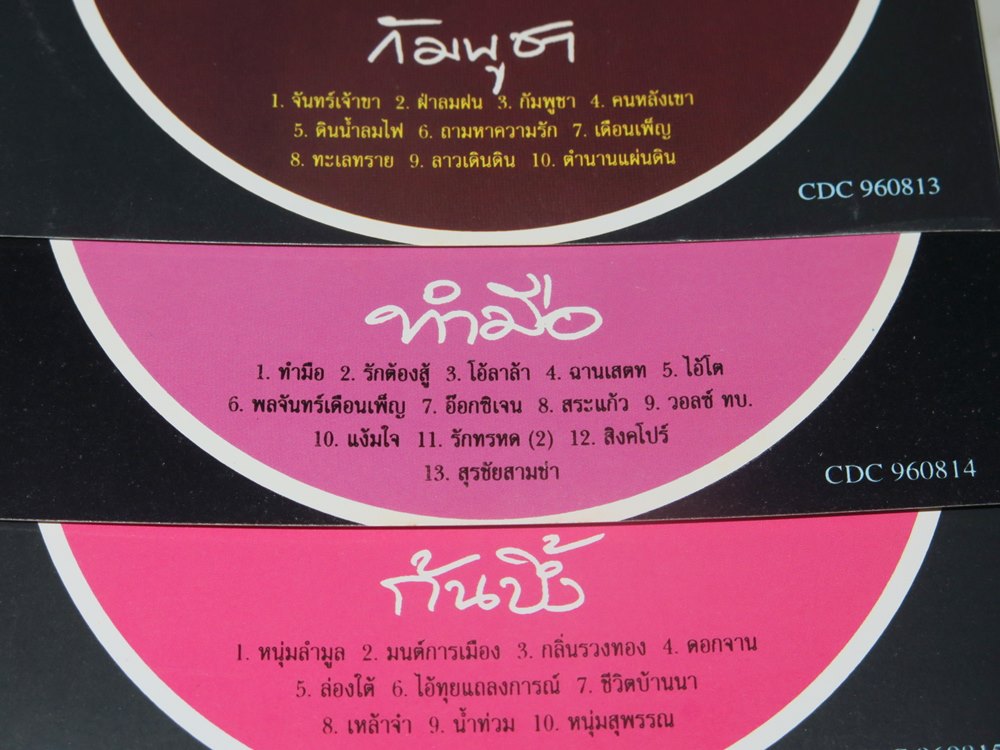 กัมพูชา
1. จันทร์เจ้าขา 2. ฝ่าลมฝน 3. กัมพูชา 4. คนหลังเขา
5. ดินน้ำลมไฟ 6. ถามหาความรัก 7. เดือนเพ็ญ
8. ทะเลทราย 9. ลาวเดินดิน 10. ตำนานแผ่นดิน
CDC 960813
ทำมือ
1. ทำมือ 2. รักต้องสู้ 3. โอ้ลาล้า 4. ฉานเสตท 5. ไอ้โต
6. พลจันทร์เดือนเพ็ญ 7. อ๊อกซิเจน 8. สระแก้ว 9. วอลซ์ ทบ.
10. แง้มใจ 11. รักทรหด (2) 12. สิงคโปร์
13. สุรชัยสามช่า
CDC 960814
ก้นบึ้ง
1. หนุ่มลำมูล 2. มนต์การเมือง 3. กลิ่นรวงทอง 4. ดอกจาน
5. ล่องใต้ 6. ไอ้ทุยแถลงการณ์ 7. ชีวิตบ้านนา
8. เหล้าจ๋า 9. น้ำท่วม 10. หนุ่มสุพรรณ